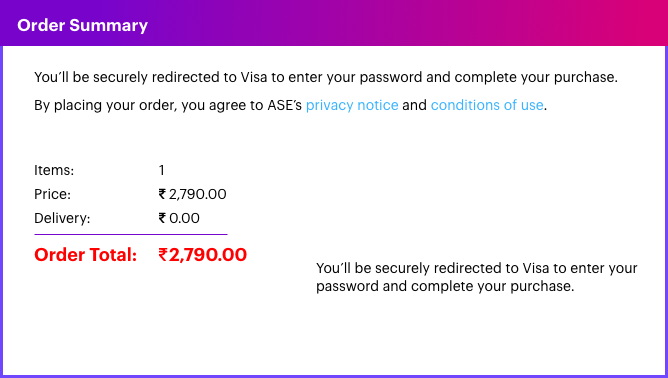 Order Summary
You’ll be securely redirected to Visa to enter your password and complete your purchase.
By placing your order, you agree to ASE’s privacy notice and conditions of use.
Items: 1
Price: ₹ 2,790.00
Delivery: ₹ 0.00
Order Total: ₹2,790.00
You’ll be securely redirected to Visa to enter your
password and complete your purchase.